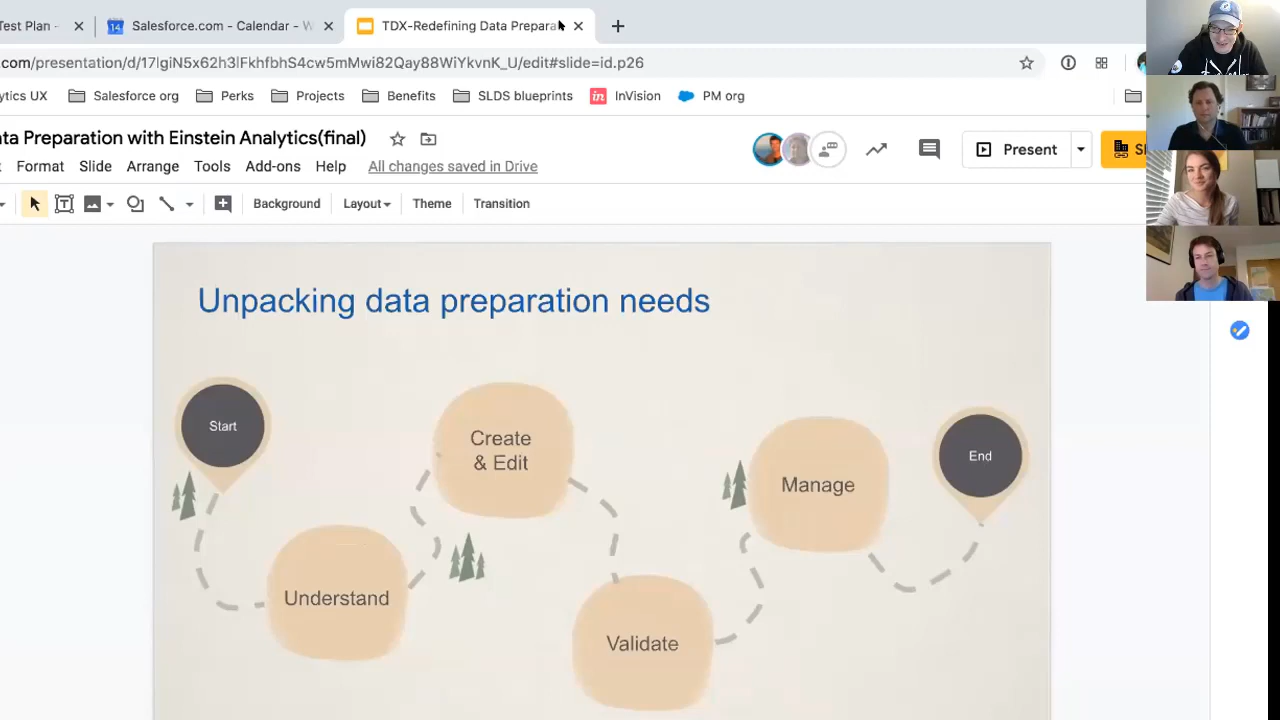 Test Plan -
14
Salesforce.com - Calendar - W
TDX-Redefining Data Prepara
.com/presentation/d/17lgiN5x62h3lFkhfbhS4cw5mMwi82Qay88WiYkvnK_U/edit#slide=id.p26
ytics UX
Salesforce org
Perks
Projects
Benefits
SLDS blueprints
in
InVision
PM org
ata Preparation with Einstein Analytics(final)
Format
Slide
Arrange
Tools
Add-ons
Help
All changes saved in Drive
Present
Background
Layout
Theme
Transition
Unpacking data preparation needs
Start
Create
& Edit
Manage
End
Understand
Validate